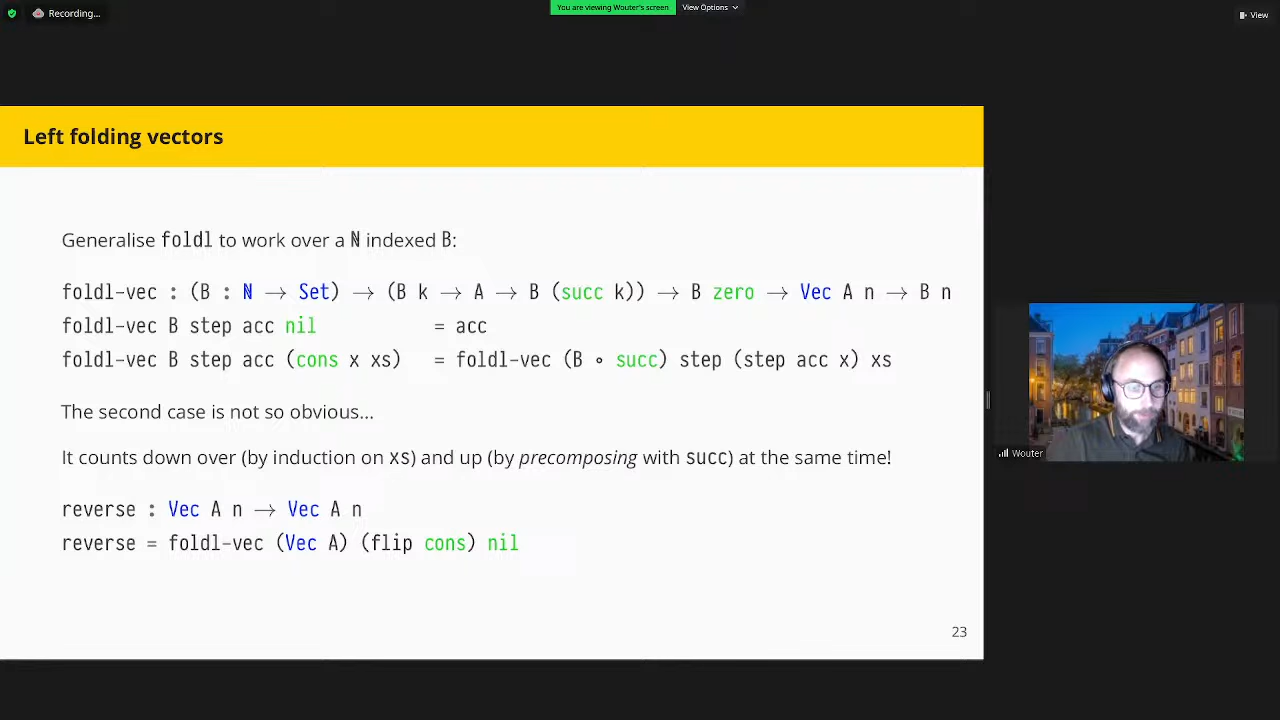 Recording...
You are viewing Wouter's screen
View Options
View
Left folding vectors
Generalise foldl to work over a ℕ indexed B:
foldl-vec : (B : ℕ → Set) → (B k → A → B (succ k)) → B zero → Vec A n → B n
foldl-vec B step acc nil = acc
foldl-vec B step acc (cons x xs) = foldl-vec (B ∘ succ) step (step acc x) xs
The second case is not so obvious...
It counts down over (by induction on xs) and up (by precomposing with succ) at the same time!
reverse : Vec A n → Vec A n
reverse = foldl-vec (Vec A) (flip cons) nil
23
Wouter